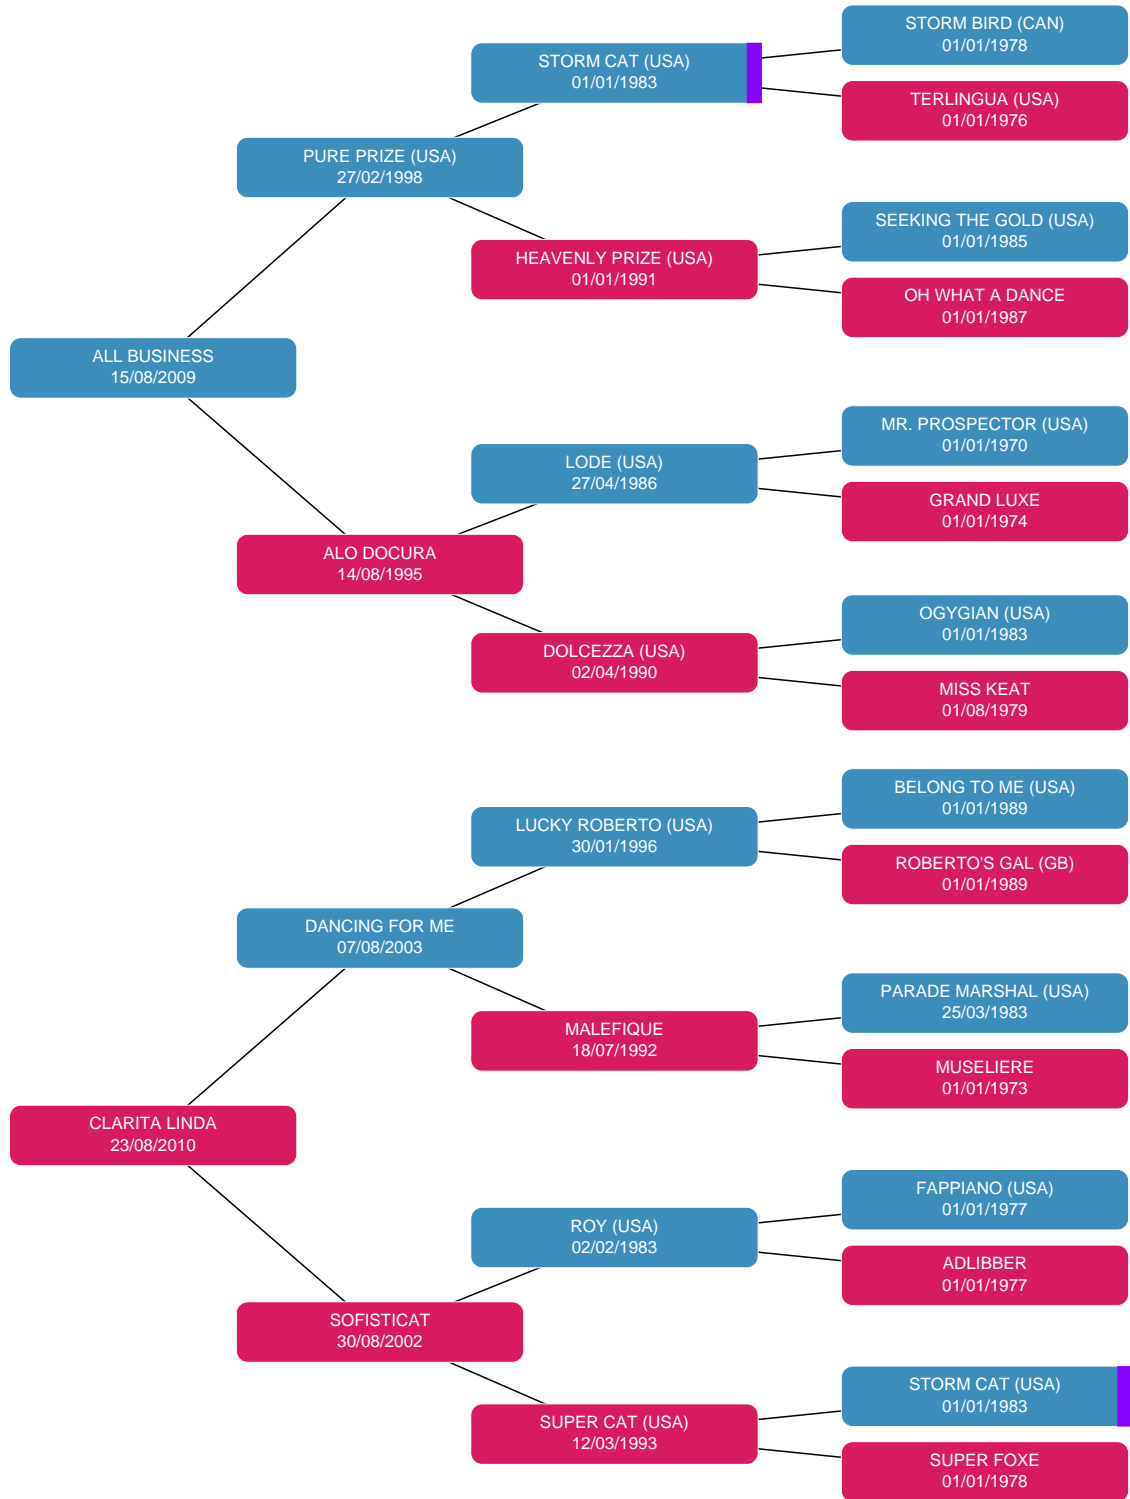 STORM BIRD (CAN)
01/01/1978
STORM CAT (USA)
01/01/1983
TERLINGUA (USA)
01/01/1976
PURE PRIZE (USA)
27/02/1998
SEEKING THE GOLD (USA)
01/01/1985
HEAVENLY PRIZE (USA)
01/01/1991
OH WHAT A DANCE
01/01/1987
ALL BUSINESS
15/08/2009
MR. PROSPECTOR (USA)
01/01/1970
LODE (USA)
27/04/1986
GRAND LUXE
01/01/1974
ALO DOCURA
14/08/1995
OGYGIAN (USA)
01/01/1983
DOLCEZZA (USA)
02/04/1990
MISS KEAT
01/08/1979
BELONG TO ME (USA)
01/01/1989
LUCKY ROBERTO (USA)
30/01/1996
ROBERTO'S GAL (GB)
01/01/1989
DANCING FOR ME
07/08/2003
PARADE MARSHAL (USA)
25/03/1983
MALEFIQUE
18/07/1992
MUSELIERE
01/01/1973
CLARITA LINDA
23/08/2010
FAPPIANO (USA)
01/01/1977
ROY (USA)
02/02/1983
ADLIBBER
01/01/1977
SOFISTICAT
30/08/2002
STORM CAT (USA)
01/01/1983
SUPER CAT (USA)
12/03/1993
SUPER FOXE
01/01/1978